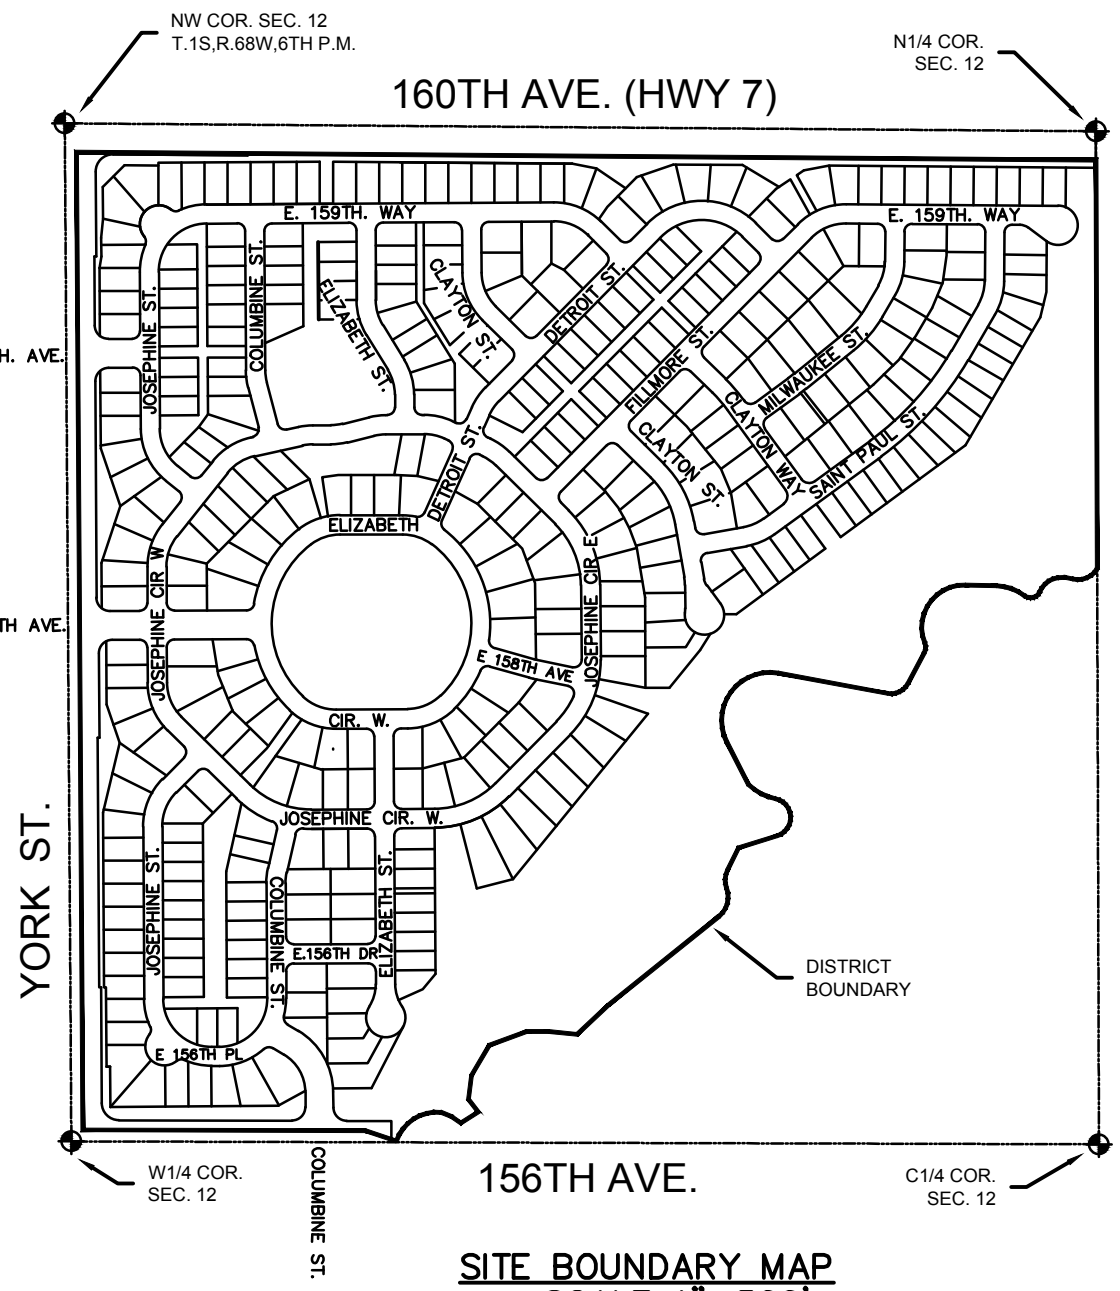 NW COR. SEC. 12
T.1S,R.68W,6TH P.M.
N1/4 COR.
SEC. 12
160TH AVE. (HWY 7)
E. 159TH. WAY
E. 159TH. WAY
COLUMBINE ST.
ELIZABETH ST.
CLAYTON ST.
DETROIT ST.
JOSEPHINE ST.
H. AVE.
FILLMORE ST.
MILWAUKEE ST.
CLAYTON WAY
SAINT PAUL ST.
CLAYTON ST.
DETROIT ST.
ELIZABETH
JOSEPHINE CIR W
JOSEPHINE CIR E
TH AVE.
E 158TH AVE
CIR. W.
JOSEPHINE CIR. W.
YORK ST.
JOSEPHINE ST.
COLUMBINE ST.
ELIZABETH ST.
E.156TH DR
DISTRICT
BOUNDARY
E 156TH PL
W1/4 COR.
SEC. 12
COLUMBINE ST.
156TH AVE.
C1/4 COR.
SEC. 12
SITE BOUNDARY MAP